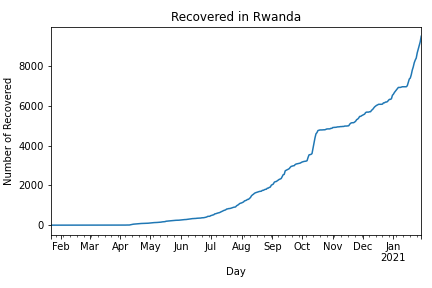 Recovered in Rwanda
Number of Recovered
8000
6000
4000
2000
0
Feb Mar Apr May Jun Jul Aug Sep Oct Nov Dec Jan
2021
Day